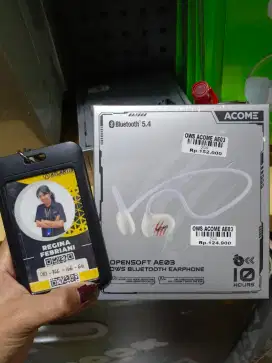 Bluetooth® 5.4
ACOME
OWS ACOME AE03
Rp.152.000
OWS ACOME AE03
Rp.124.000
REGINA
FEBRIANI
OPENSOFT AE03
OWS BLUETOOTH EARPHONE
10
HOURS